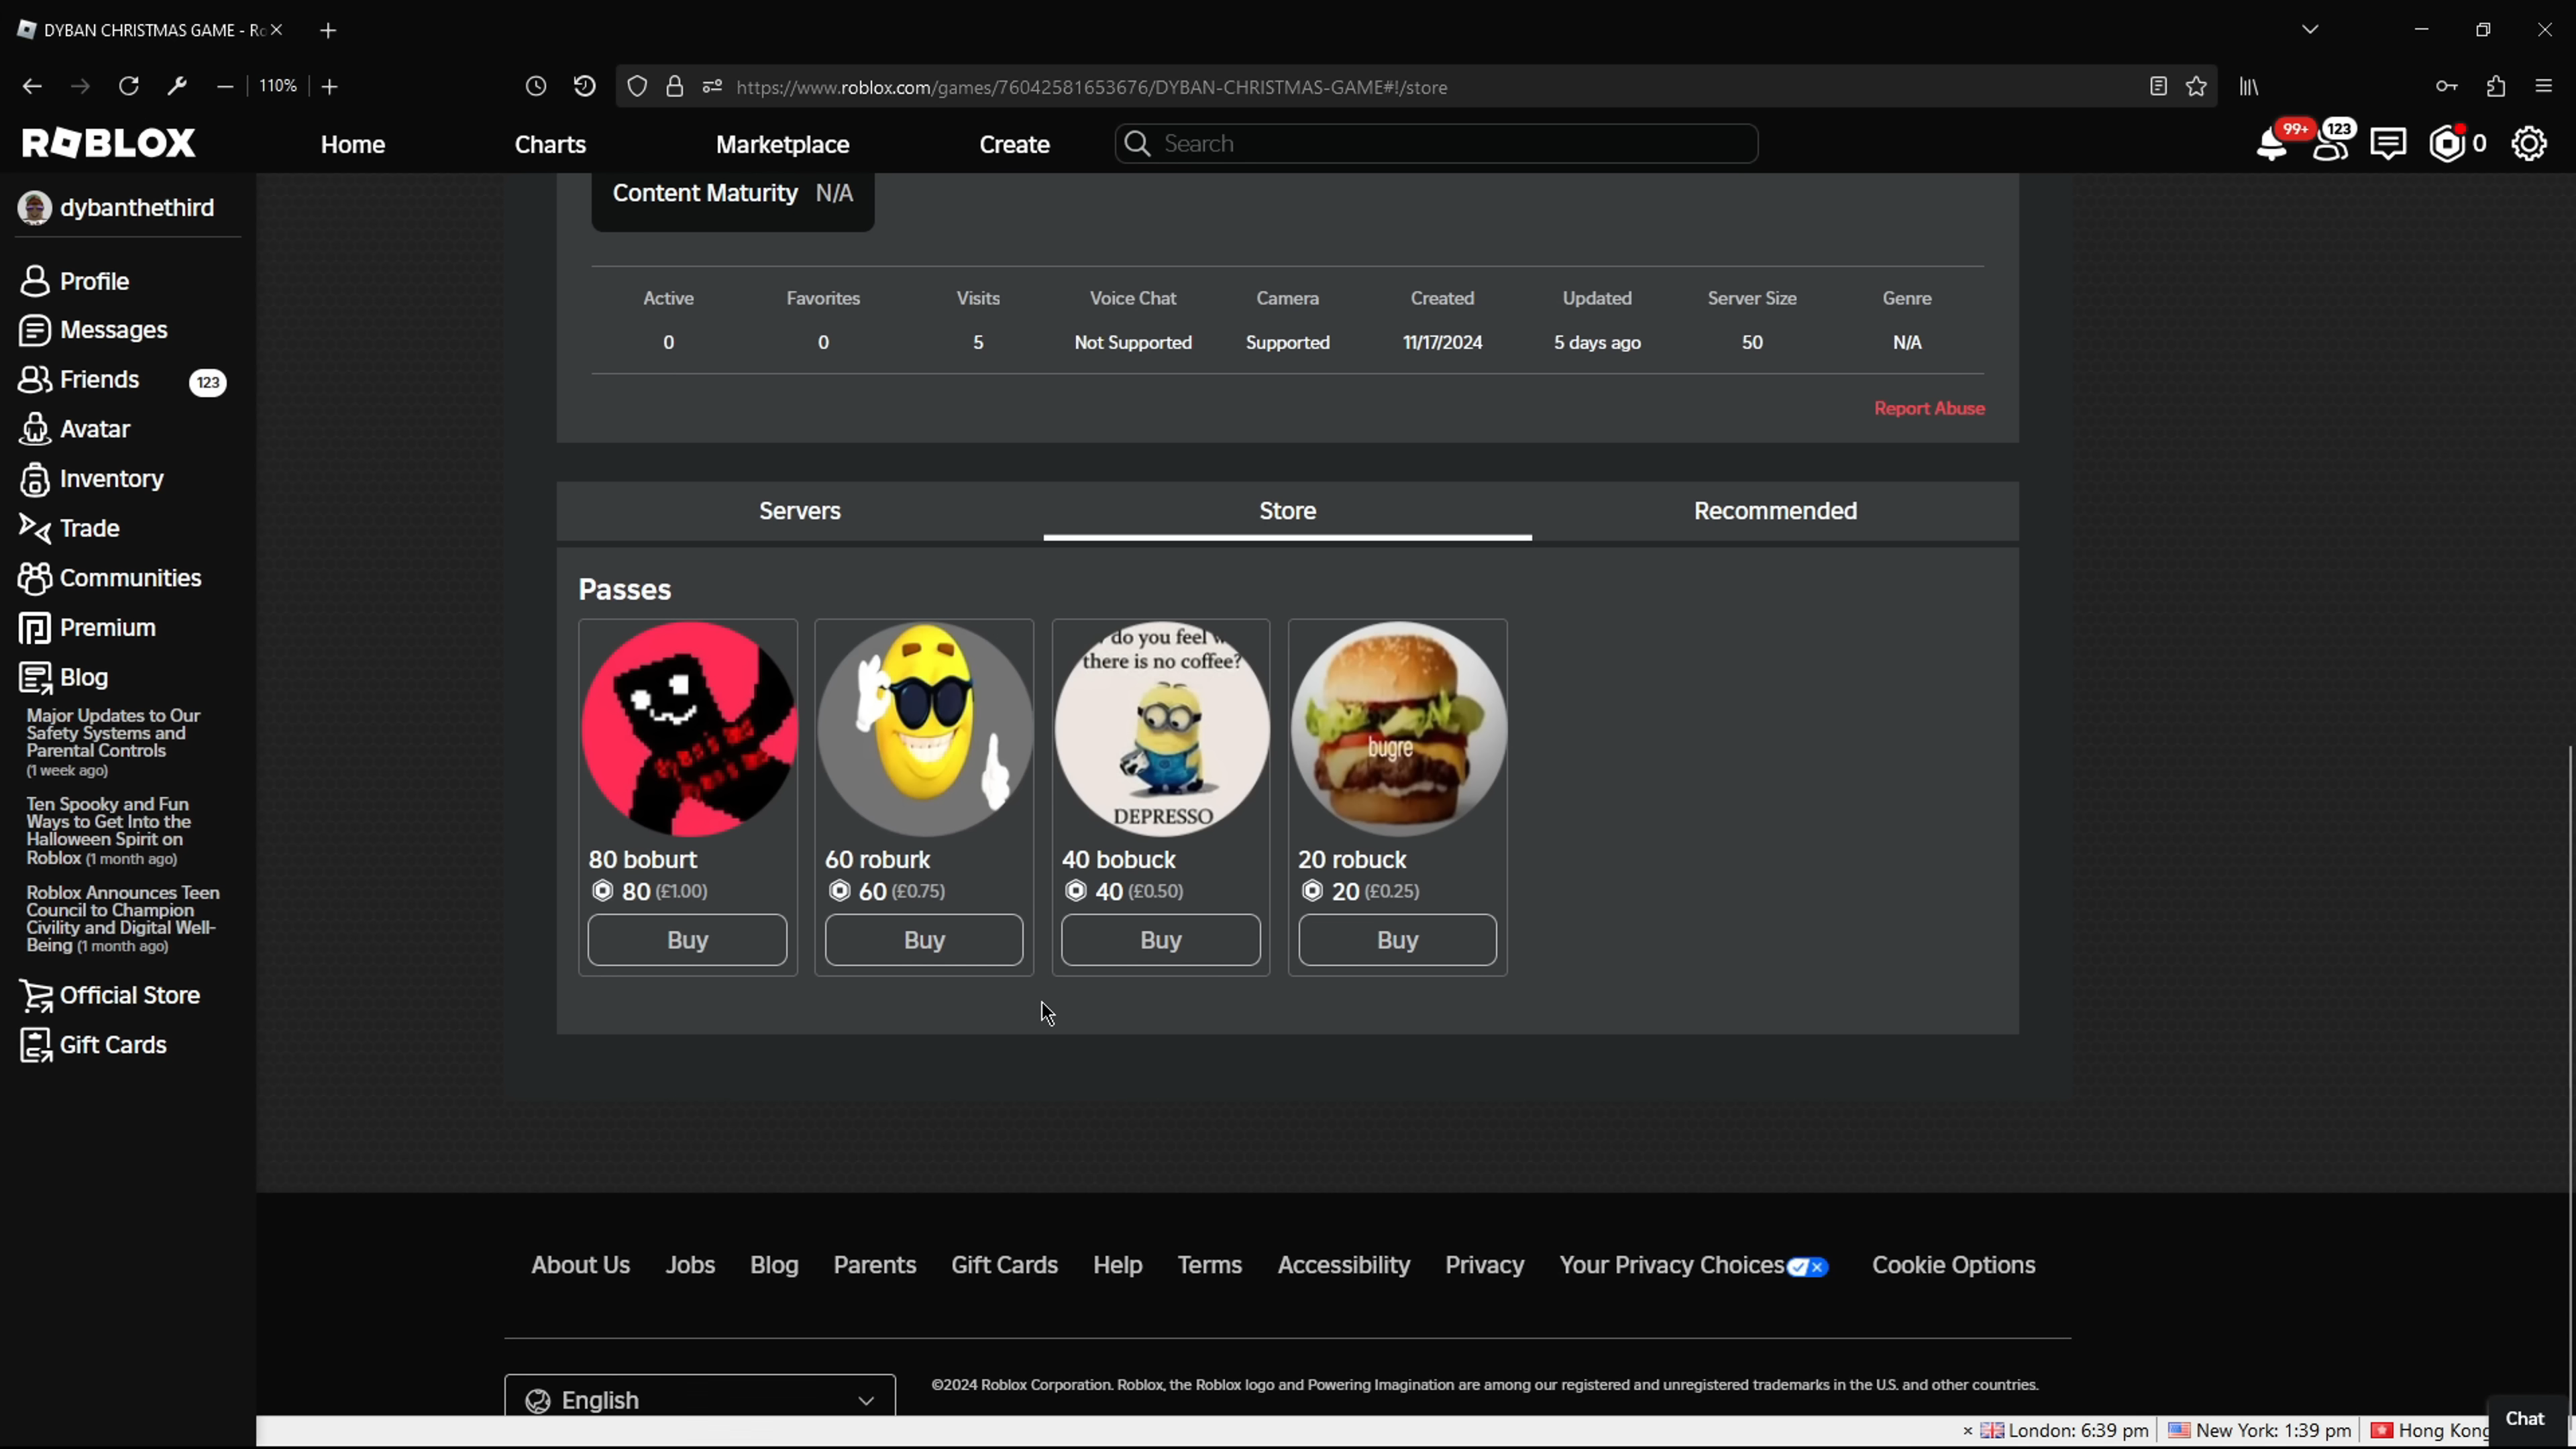 DYBAN CHRISTMAS GAME - Ro
110%
https://www.roblox.com/games/76042581653676/DYBAN-CHRISTMAS-GAME#!/store
ROBLOX
Home
Charts
Marketplace
Create
Search
99+
123
0
dybanthethird
Profile
Messages
Friends 123
Avatar
Inventory
Trade
Communities
Premium
Blog
Major Updates to Our
Safety Systems and
Parental Controls
(1 week ago)
Ten Spooky and Fun
Ways to Get Into the
Halloween Spirit on
Roblox (1 month ago)
Roblox Announces Teen
Council to Champion
Civility and Digital Well-
Being (1 month ago)
Official Store
Gift Cards
Content Maturity N/A
Active Favorites Visits Voice Chat Camera Created Updated Server Size Genre
0 0 5 Not Supported Supported 11/17/2024 5 days ago 50 N/A
Report Abuse
Servers Store Recommended
Passes
do you feel
there is no coffee?
DEPRESSO
bugre
80 boburt
80 (£1.00)
Buy
60 roburk
60 (£0.75)
Buy
40 bobuck
40 (£0.50)
Buy
20 robuck
20 (£0.25)
Buy
About Us Jobs Blog Parents Gift Cards Help Terms Accessibility Privacy Your Privacy Choices Cookie Options
English
©2024 Roblox Corporation. Roblox, the Roblox logo and Powering Imagination are among our registered and unregistered trademarks in the U.S. and other countries.
× London: 6:39 pm New York: 1:39 pm Hong Kong
Chat